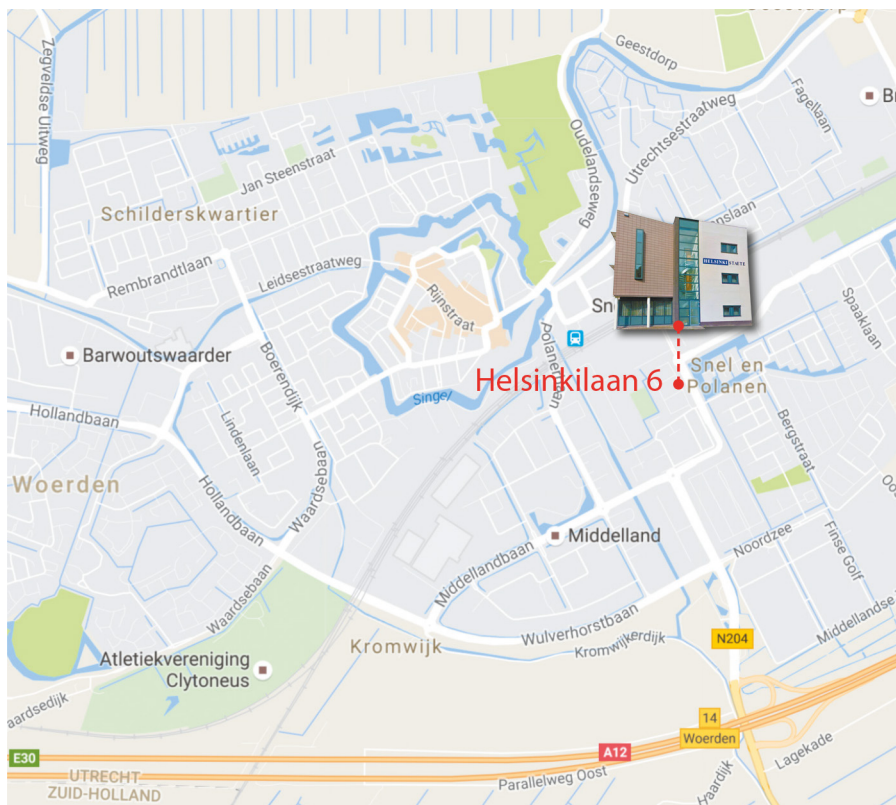 Geestdorp
Zegveldse Uitweg
Oudelandseweg
Utrechtsestraatweg
Fagellaan
Jan Steenstraat
Schilderskwartier
Rembrandtlaan
Leidsestraatweg
HELSINKISTAETE
Rijnstraat
Spaaklaan
Barwoutswaarder
Boerendijk
Snel en
Polanen
Helsinkilaan 6
Singel
Hollandbaan
Lindenlaan
Bergstraat
Woerden
Waardsebaan
Hollandbaan
Middelland
Noordzee
Finse Golf
Middellandbaan
Waardsebaan
Wulverhorstbaan
Kromwijkerdijk
Kromwijk
N204
Atletiekvereniging
Clytoneus
14
Woerden
A12
E30
Lagekade
UTRECHT
ZUID-HOLLAND
Parallelweg Oost